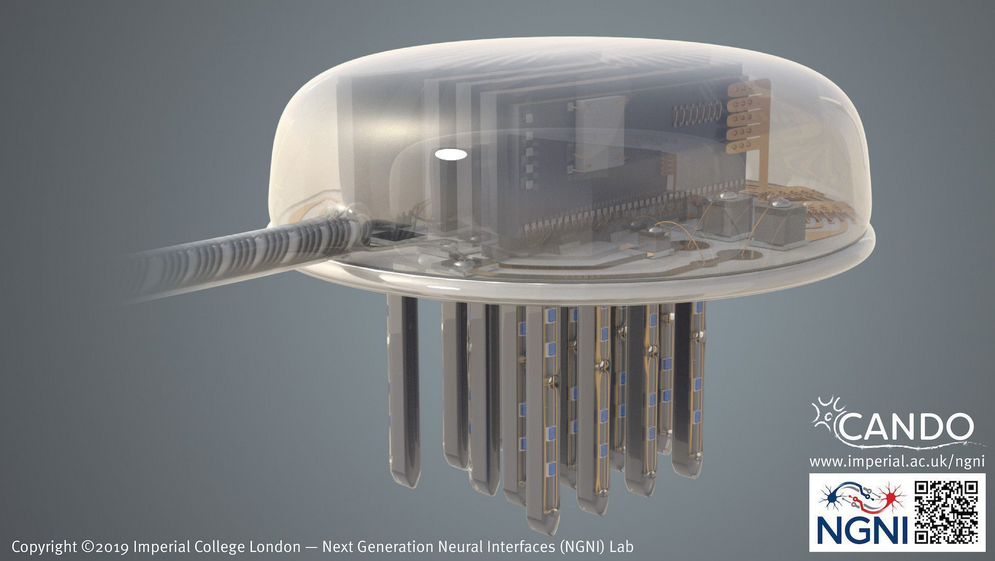 CANDO
www.imperial.ac.uk/ngni
NGNI
Copyright ©2019 Imperial College London — Next Generation Neural Interfaces (NGNI) Lab